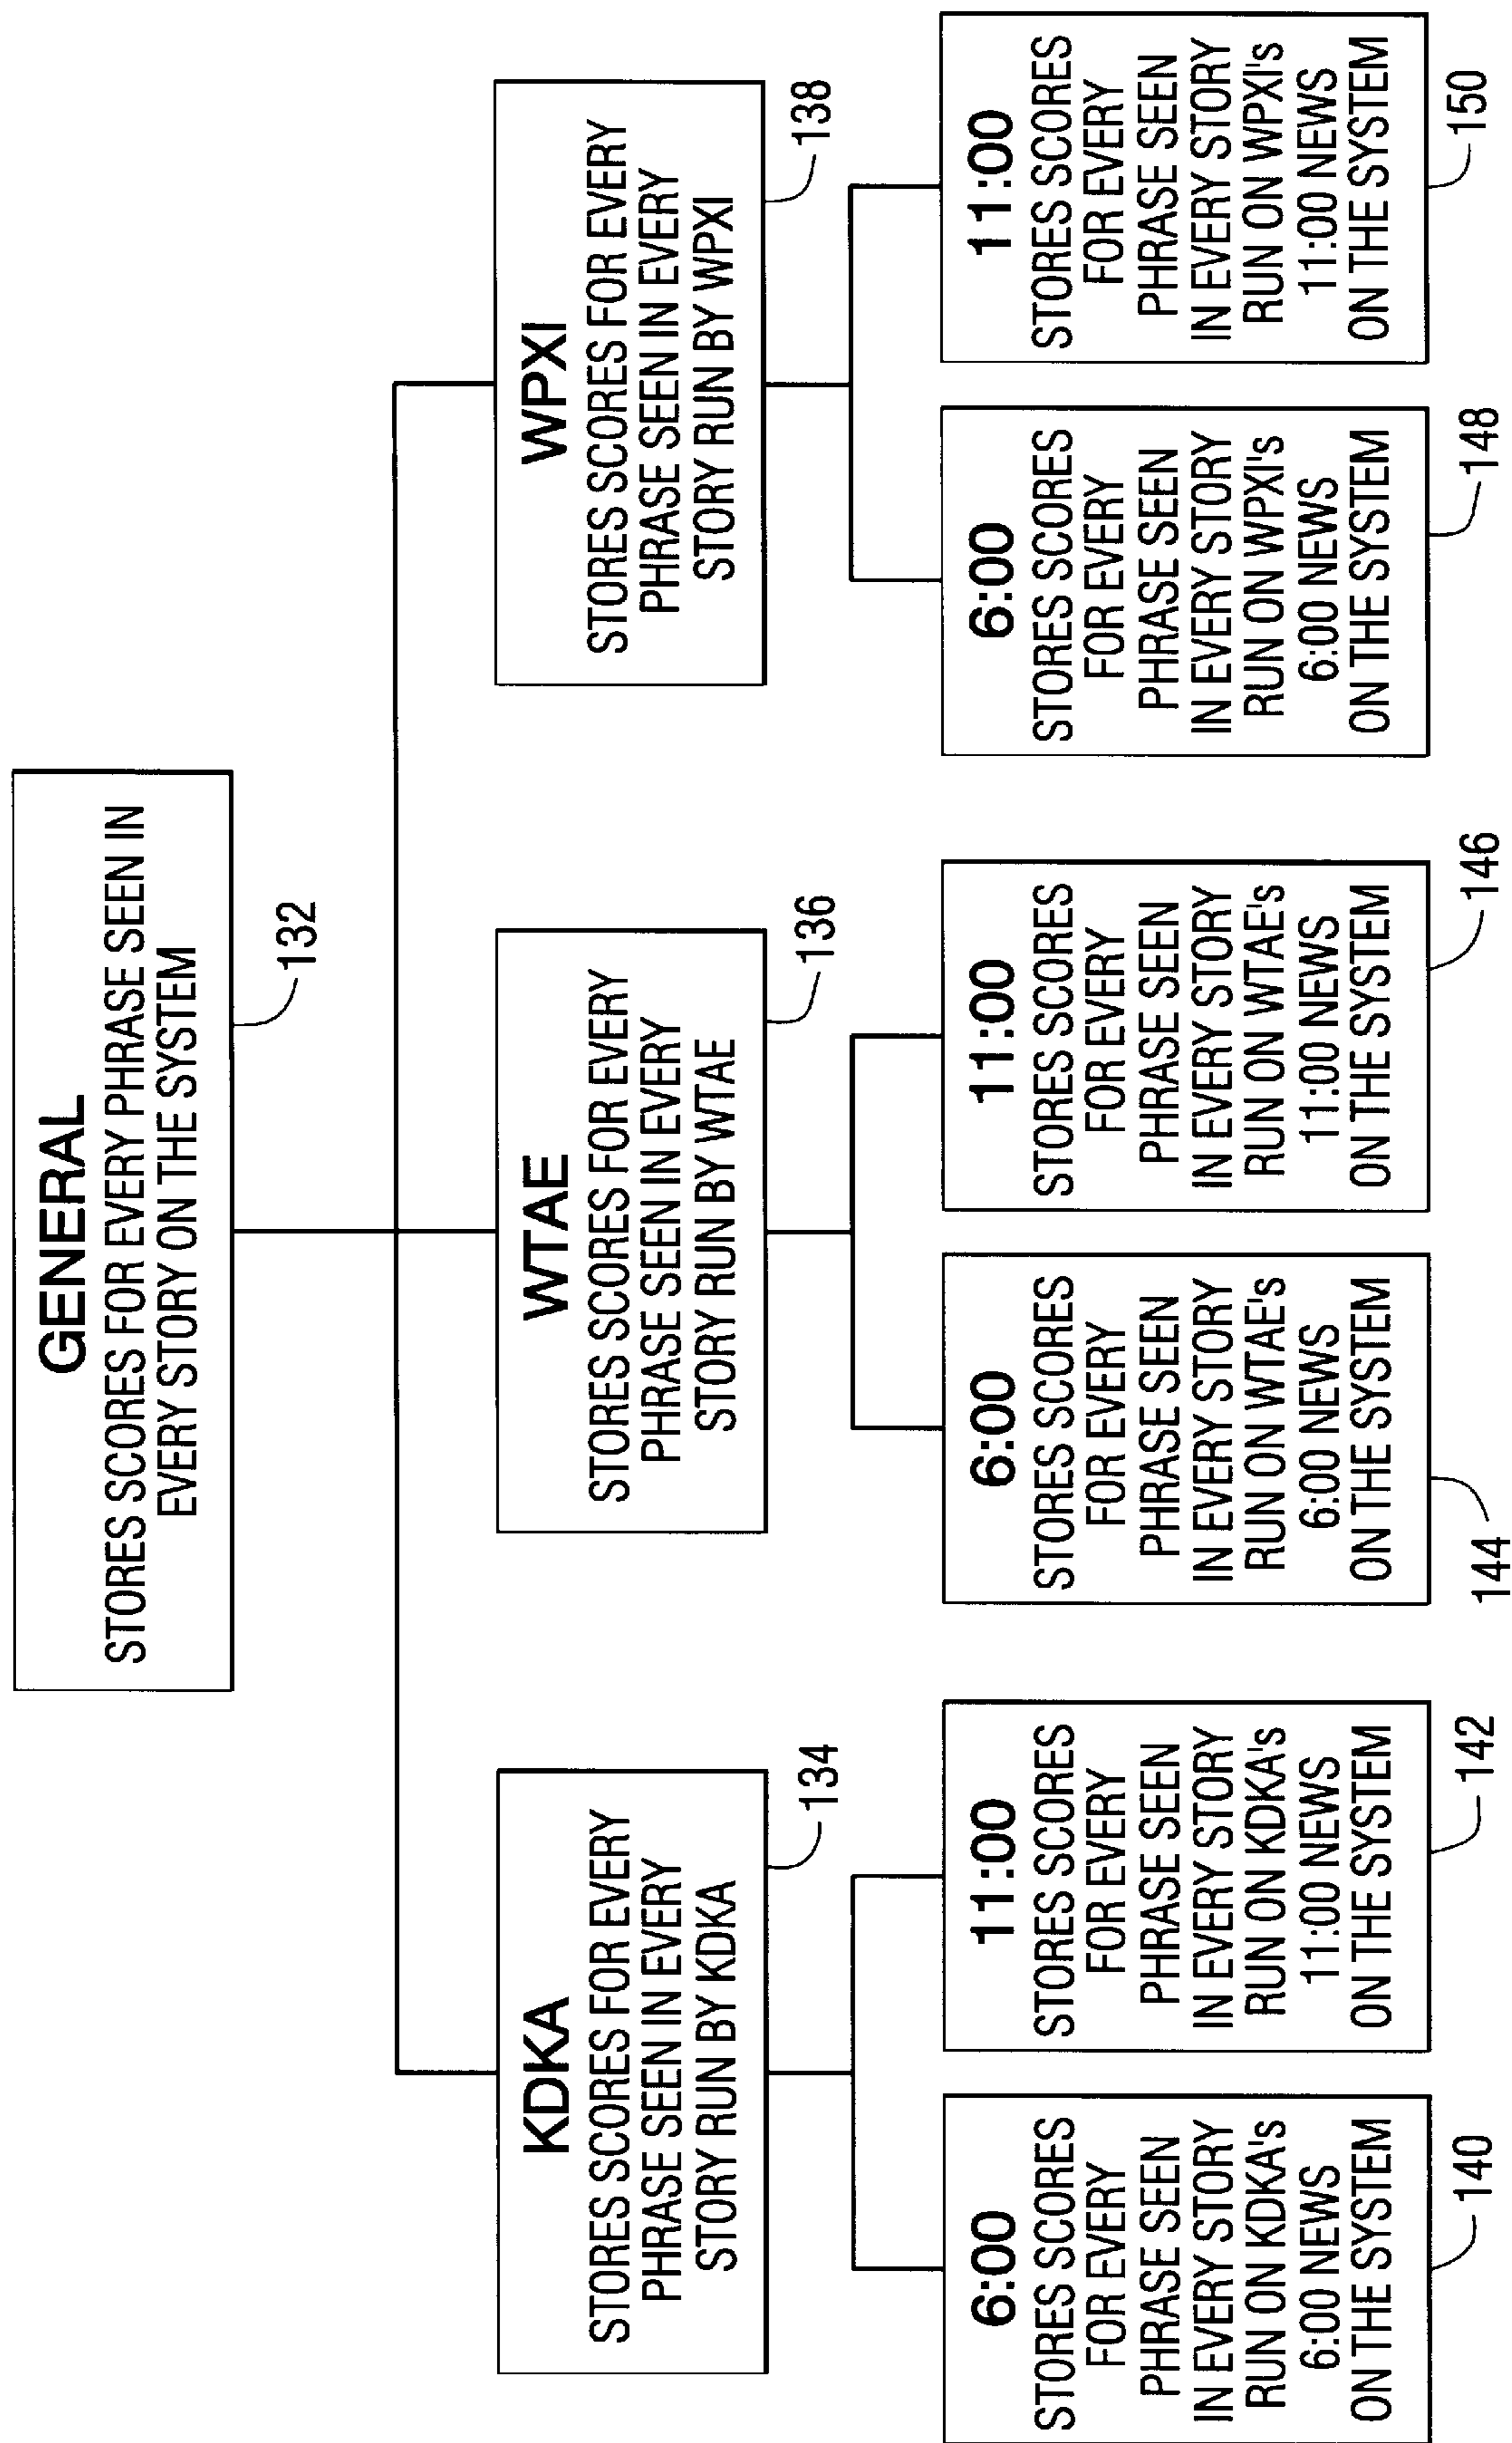 GENERAL
STORES SCORES FOR EVERY PHRASE SEEN IN
EVERY STORY ON THE SYSTEM
132
KDKA
STORES SCORES FOR EVERY
PHRASE SEEN IN EVERY
STORY RUN BY KDKA
134
WTAE
STORES SCORES FOR EVERY
PHRASE SEEN IN EVERY
STORY RUN BY WTAE
136
WPXI
STORES SCORES FOR EVERY
PHRASE SEEN IN EVERY
STORY RUN BY WPXI
138
6:00
STORES SCORES
FOR EVERY
PHRASE SEEN
IN EVERY STORY
RUN ON KDKA's
6:00 NEWS
ON THE SYSTEM
140
11:00
STORES SCORES
FOR EVERY
PHRASE SEEN
IN EVERY STORY
RUN ON KDKA's
11:00 NEWS
ON THE SYSTEM
142
6:00
STORES SCORES
FOR EVERY
PHRASE SEEN
IN EVERY STORY
RUN ON WTAE's
6:00 NEWS
ON THE SYSTEM
144
11:00
STORES SCORES
FOR EVERY
PHRASE SEEN
IN EVERY STORY
RUN ON WTAE's
11:00 NEWS
ON THE SYSTEM
146
6:00
STORES SCORES
FOR EVERY
PHRASE SEEN
IN EVERY STORY
RUN ON WPXI's
6:00 NEWS
ON THE SYSTEM
148
11:00
STORES SCORES
FOR EVERY
PHRASE SEEN
IN EVERY STORY
RUN ON WPXI's
11:00 NEWS
ON THE SYSTEM
150